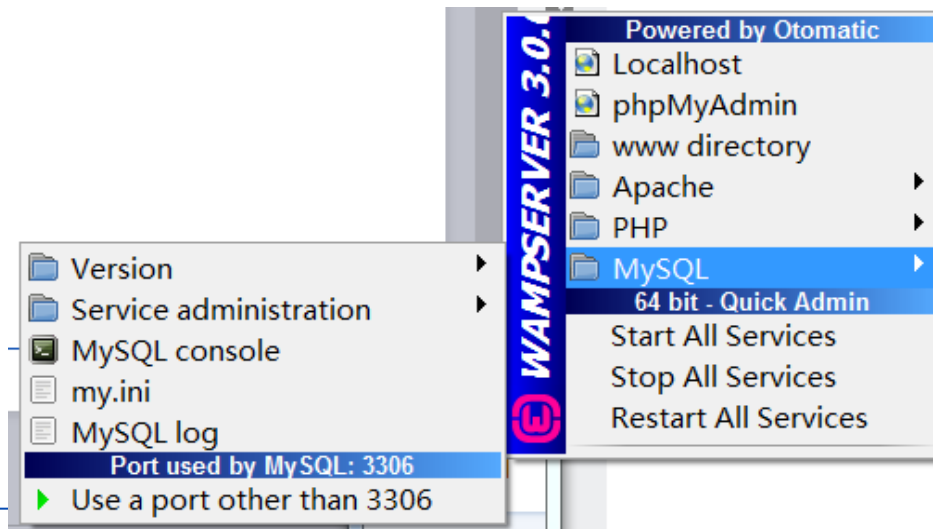 Powered by Otomatic
Localhost
phpMyAdmin
www directory
Apache
PHP
MySQL
64 bit - Quick Admin
Start All Services
Stop All Services
Restart All Services
WAMPSERVER 3.0.
Version
Service administration
MySQL console
my.ini
MySQL log
Port used by MySQL: 3306
Use a port other than 3306